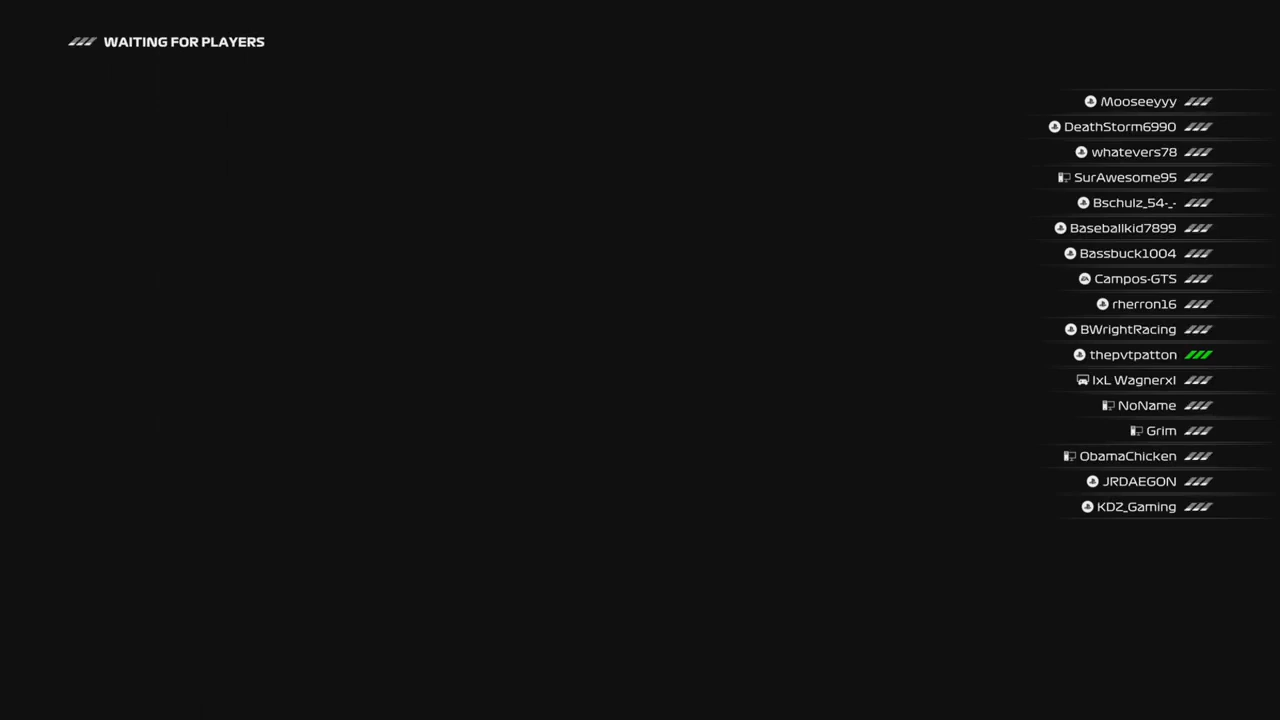 WAITING FOR PLAYERS
Mooseeyyy
DeathStorm6990
whatevers78
SurAwesome95
Bschulz_54-_-
Baseballkid7899
Bassbuck1004
Campos-GTS
rherron16
BWrightRacing
thepvtpatton
IxL WagnerxI
NoName
Grim
ObamaChicken
JRDAEGON
KDZ_Gaming